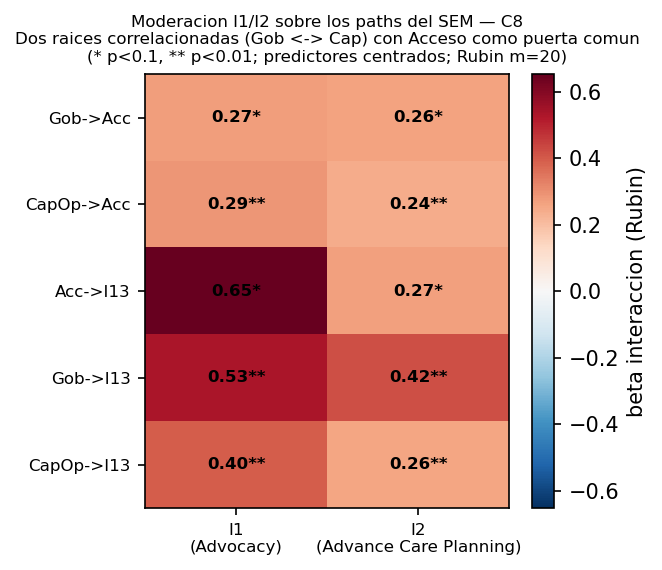 Moderacion I1/I2 sobre los paths del SEM — C8
Dos raices correlacionadas (Gob <-> Cap) con Acceso como puerta comun
(* p<0.1, ** p<0.01; predictores centrados; Rubin m=20)
Gob->Acc
0.27*
0.26*
CapOp->Acc
0.29**
0.24**
Acc->I13
0.65*
0.27*
Gob->I13
0.53**
0.42**
CapOp->I13
0.40**
0.26**
I1
(Advocacy)
I2
(Advance Care Planning)
0.6
0.4
0.2
0.0
−0.2
−0.4
−0.6
beta interaccion (Rubin)